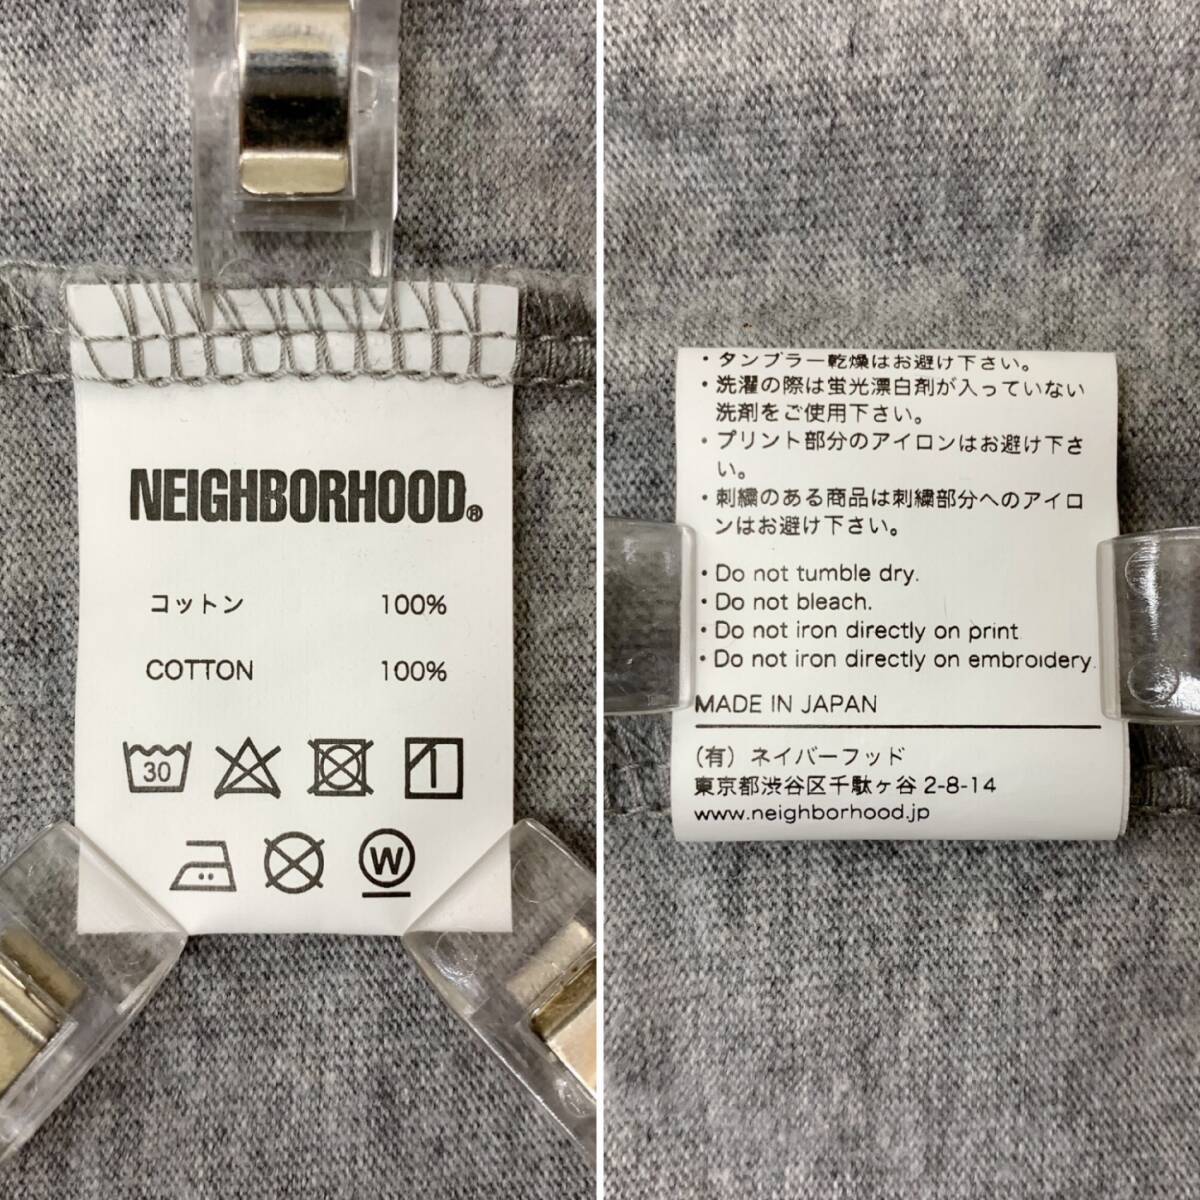 NEIGHBORHOOD®
コットン 100%
COTTON 100%
30
W
・タンブラー乾燥はお避け下さい。
・洗濯の際は蛍光漂白剤が入っていない
洗剤をご使用下さい。
・プリント部分のアイロンはお避け下さ
い。
・刺繍のある商品は刺繍部分へのアイロ
ンはお避け下さい。
・Do not tumble dry.
・Do not bleach.
・Do not iron directly on print
・Do not iron directly on embroidery.
MADE IN JAPAN
(有) ネイバーフッド
東京都渋谷区千駄ヶ谷 2-8-14
www.neighborhood.jp